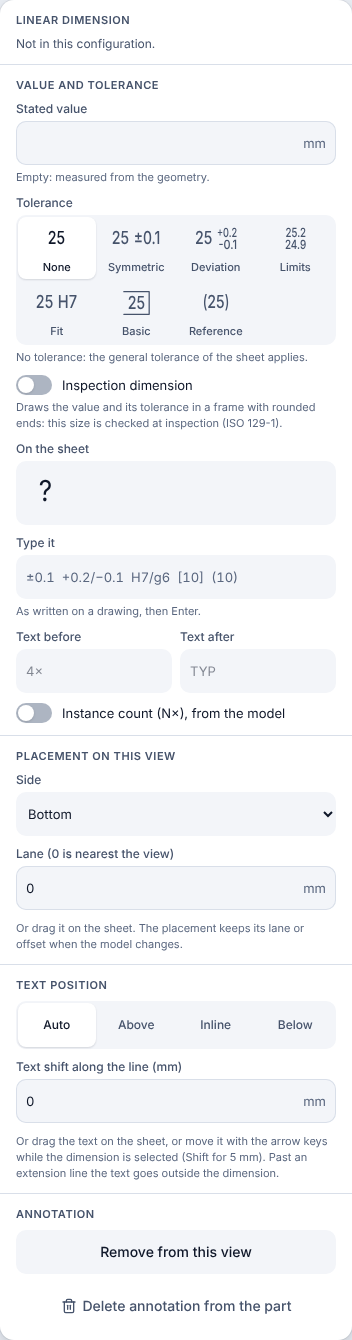 LINEAR DIMENSION
Not in this configuration.
VALUE AND TOLERANCE
Stated value
mm
Empty: measured from the geometry.
Tolerance
25 25 ±0.1 25 +0.2 -0.1 25.2 24.9
None Symmetric Deviation Limits
25 H7 25 (25)
Fit Basic Reference
No tolerance: the general tolerance of the sheet applies.
Inspection dimension
Draws the value and its tolerance in a frame with rounded
ends: this size is checked at inspection (ISO 129-1).
On the sheet
?
Type it
±0.1 +0.2/−0.1 H7/g6 [10] (10)
As written on a drawing, then Enter.
Text before Text after
4× TYP
Instance count (N×), from the model
PLACEMENT ON THIS VIEW
Side
Bottom
Lane (0 is nearest the view)
0 mm
Or drag it on the sheet. The placement keeps its lane or
offset when the model changes.
TEXT POSITION
Auto Above Inline Below
Text shift along the line (mm)
0 mm
Or drag the text on the sheet, or move it with the arrow keys
while the dimension is selected (Shift for 5 mm). Past an
extension line the text goes outside the dimension.
ANNOTATION
Remove from this view
Delete annotation from the part